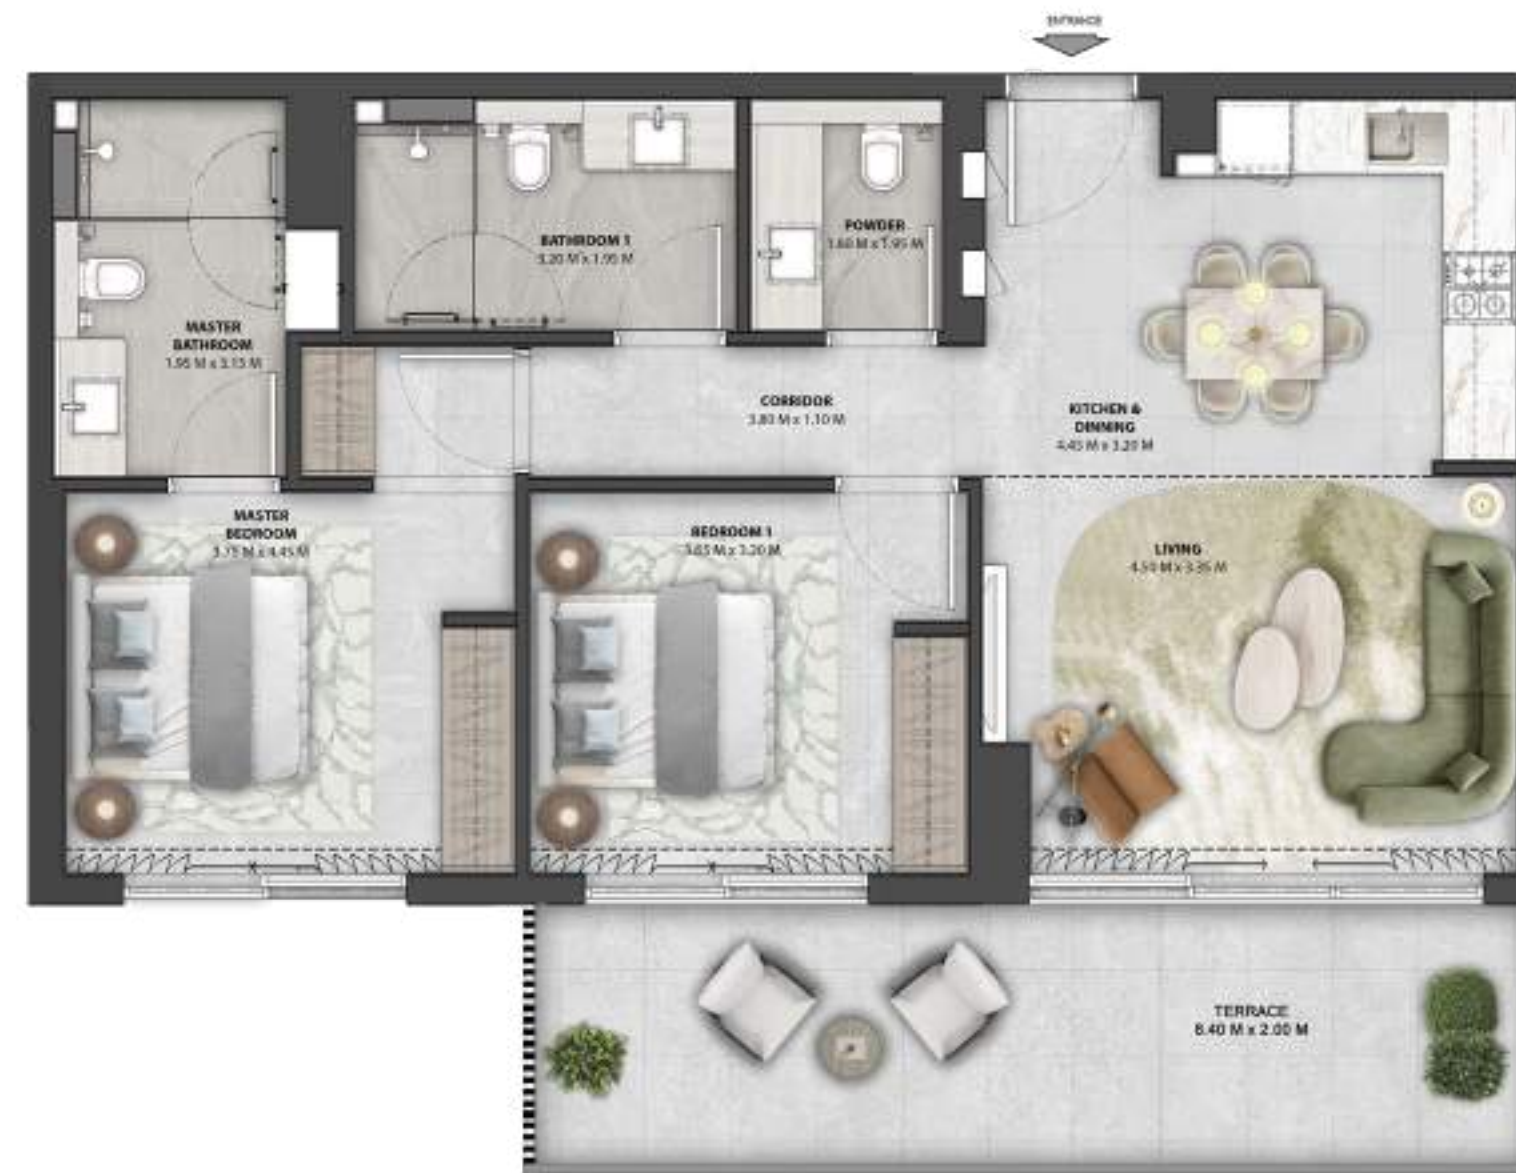 ENTRANCE
BATHROOM 1
3.20 M x 1.95 M
POWDER
1.60 M x 1.95 M
MASTER
BATHROOM
1.95 M x 3.15 M
CORRIDOR
3.80 M x 1.10 M
KITCHEN &
DINNING
4.45 M x 3.20 M
MASTER
BEDROOM
3.75 M x 4.45 M
BEDROOM 1
3.65 M x 3.20 M
LIVING
4.50 M x 3.35 M
TERRACE
8.40 M x 2.00 M